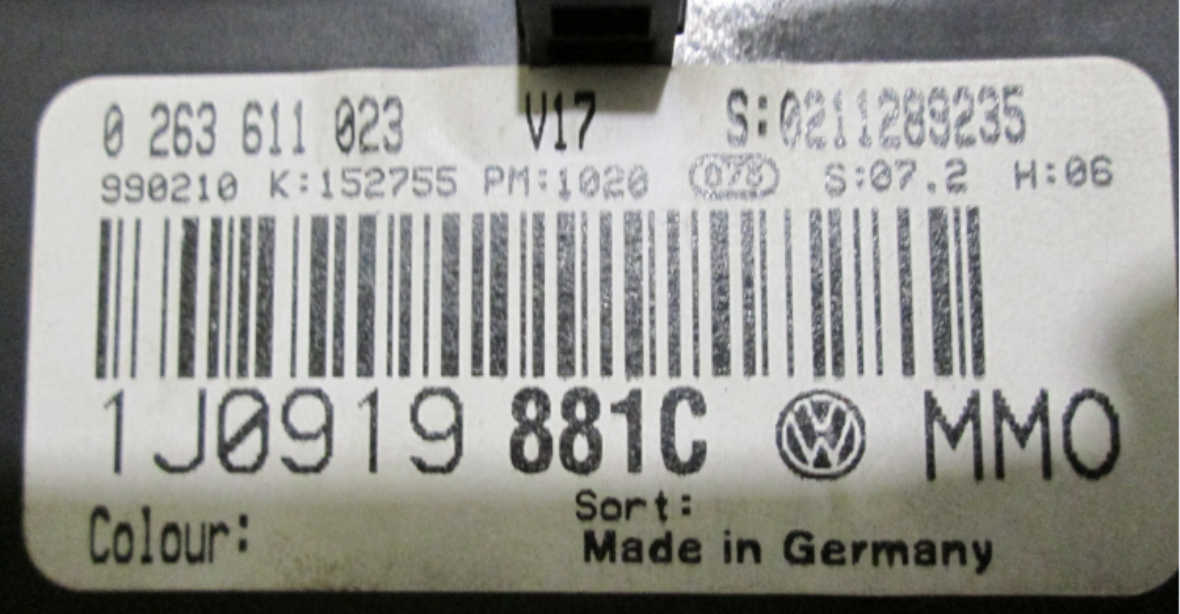 0 263 611 023 V17 S:0211289235
990210 K:152755 PM:1020 078 S:07.2 H:06
1J0919 881C VW MMO
Sort:
Colour: Made in Germany